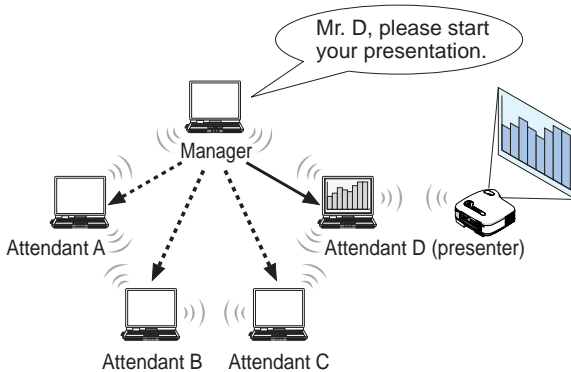 Mr. D, please start
your presentation.
Manager
Attendant A
Attendant D (presenter)
Attendant B
Attendant C